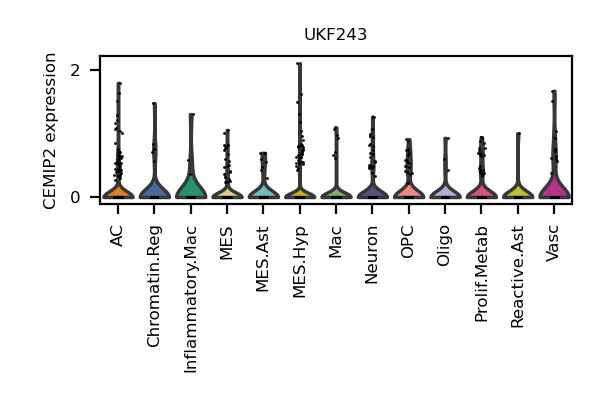 UKF243
CEMIP2 expression
2
0
AC
Chromatin.Reg
Inflammatory.Mac
MES
MES.Ast
MES.Hyp
Mac
Neuron
OPC
Oligo
Prolif.Metab
Reactive.Ast
Vasc